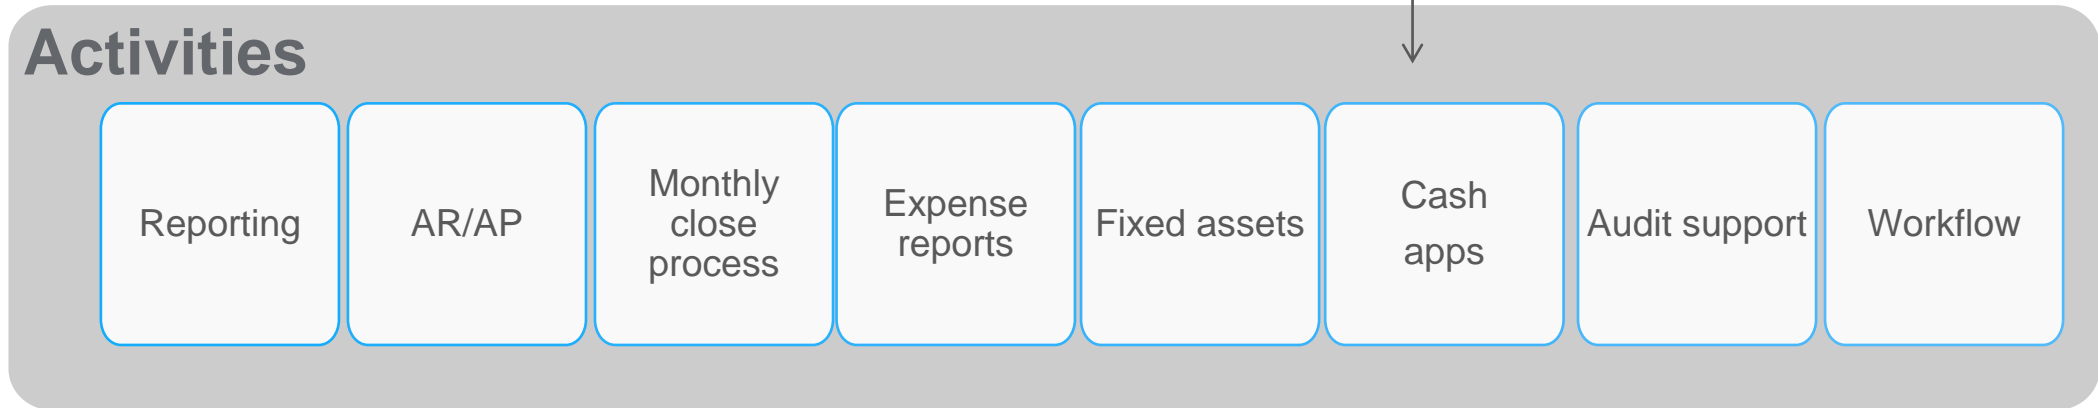 Activities
Reporting
AR/AP
Monthly
close
process
Expense
reports
Fixed assets
Cash
apps
Audit support
Workflow